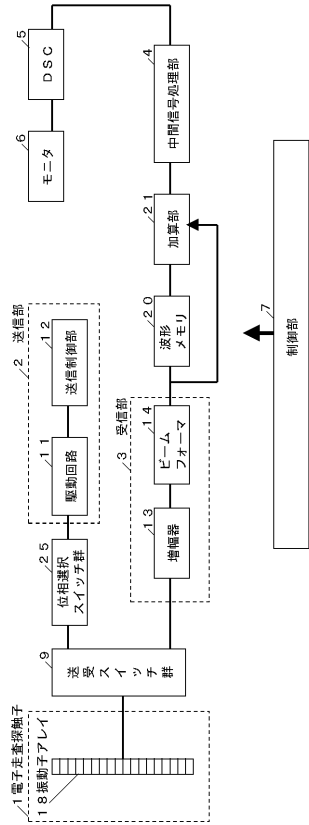 1電子走査探触子
18振動子アレイ
9
送受スイッチ群
25
位相選択
スイッチ群
2
送信部
11
駆動回路
12
送信制御部
3
受信部
13
増幅器
14
ビーム
フォーマ
20
波形
メモリ
21
加算部
4
中間信号処理部
5
DSC
6
モニタ
7
制御部